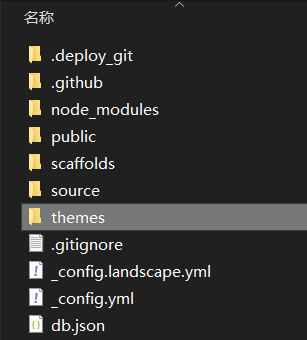 名称
.deploy_git
.github
node_modules
public
scaffolds
source
themes
.gitignore
_config.landscape.yml
_config.yml
db.json